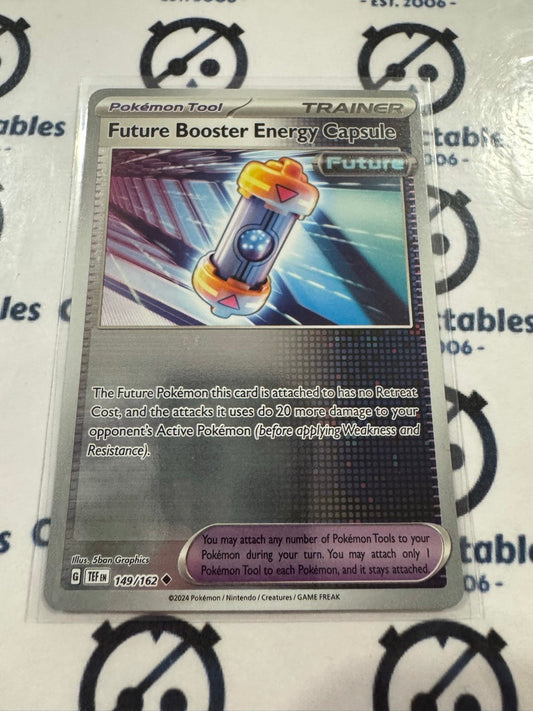 - EST. 2006 -
Pokémon Tool
TRAINER
Future Booster Energy Capsule
Future
tables
ctables
006 -
The Future Pokémon this card is attached to has no Retreat
Cost, and the attacks it uses do 20 more damage to your
opponent's Active Pokémon (before applying Weakness and
Resistance).
tables
You may attach any number of Pokémon Tools to your
Pokémon during your turn. You may attach only 1
Pokémon Tool to each Pokémon, and it stays attached.
Illus. 5ban Graphics
G TEF EN 149/162
©2024 Pokémon / Nintendo / Creatures / GAME FREAK